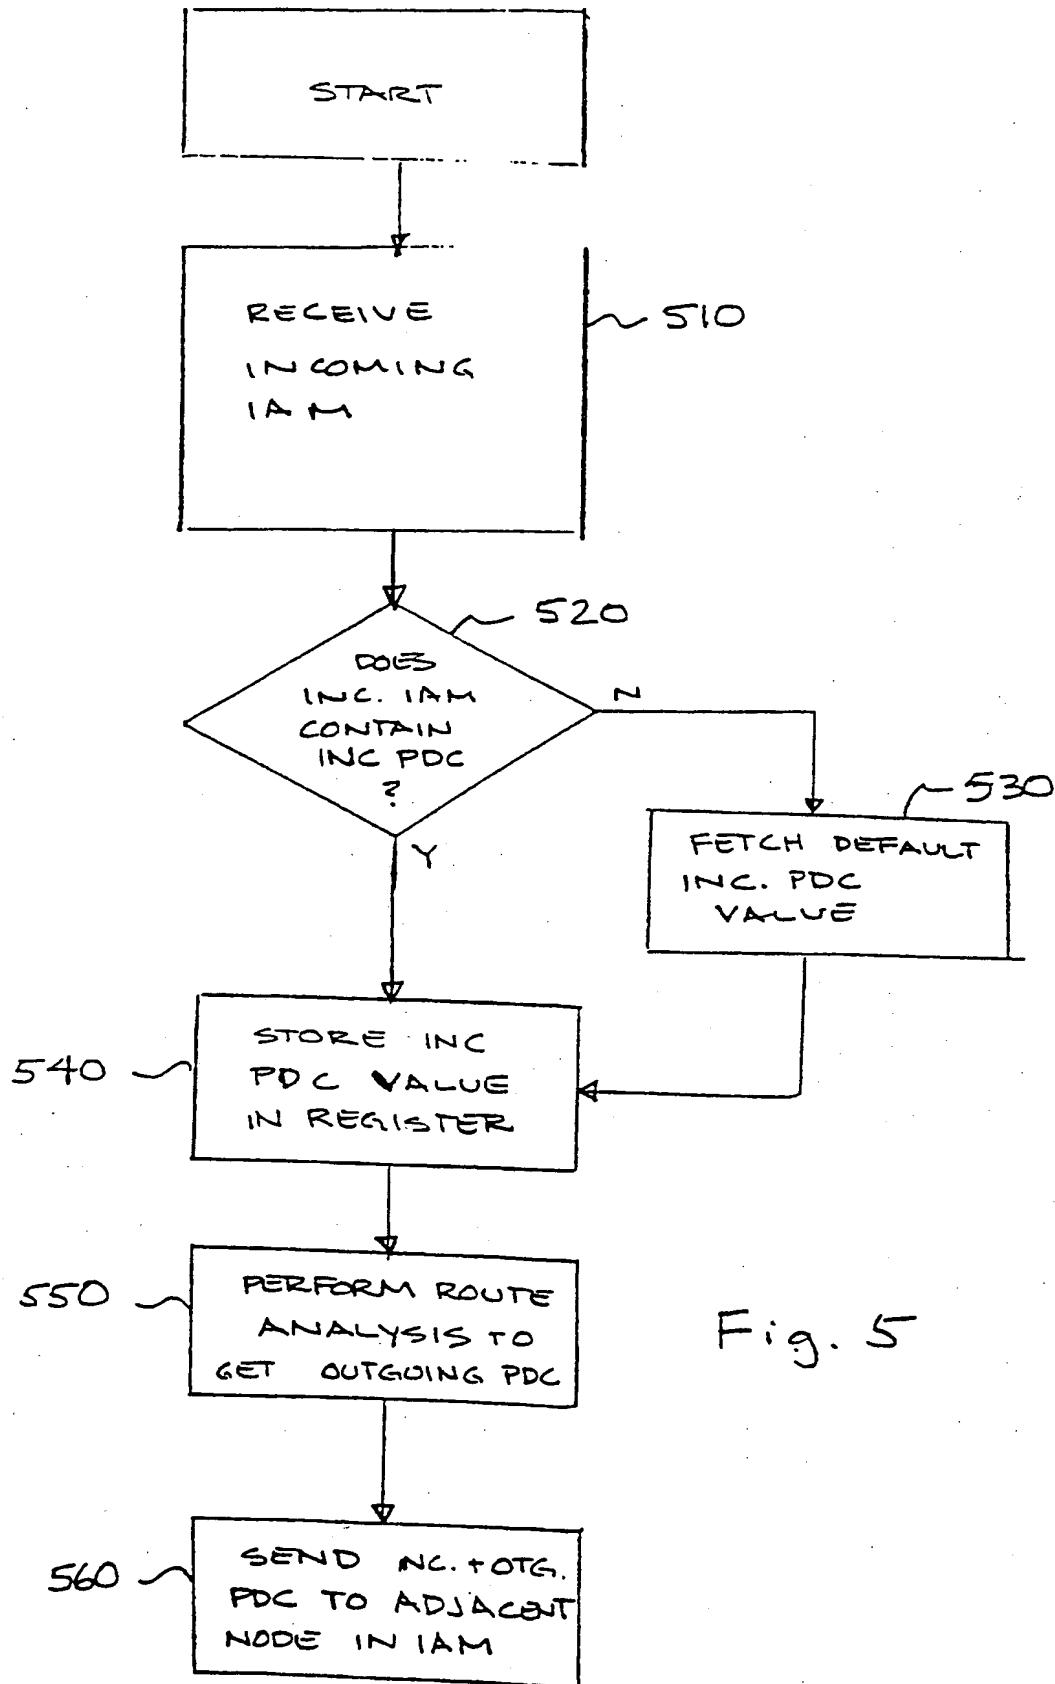 START
RECEIVE
INCOMING
IAM
510
520
DOES
INC. IAM
CONTAIN
INC PDC
?
N
Y
530
FETCH DEFAULT
INC. PDC
VALUE
540
STORE INC
PDC VALUE
IN REGISTER
550
PERFORM ROUTE
ANALYSIS TO
GET OUTGOING PDC
Fig. 5
560
SEND INC. + OTG.
PDC TO ADJACENT
NODE IN IAM